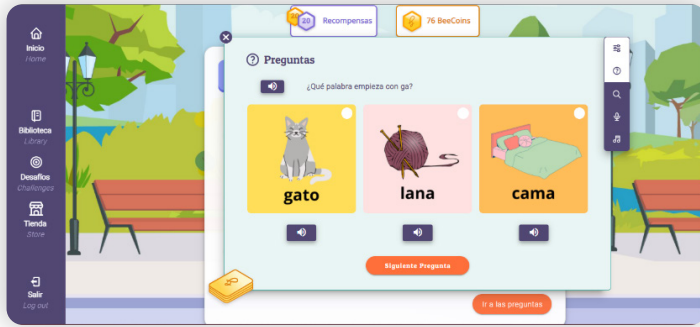 Inicio
Home
Biblioteca
Library
Desafíos
Challenges
Tienda
Store
Salir
Log out
20 Recompensas
76 BeeCoins
Preguntas
¿Qué palabra empieza con ga?
gato
lana
cama
Siguiente Pregunta
Ir a las preguntas